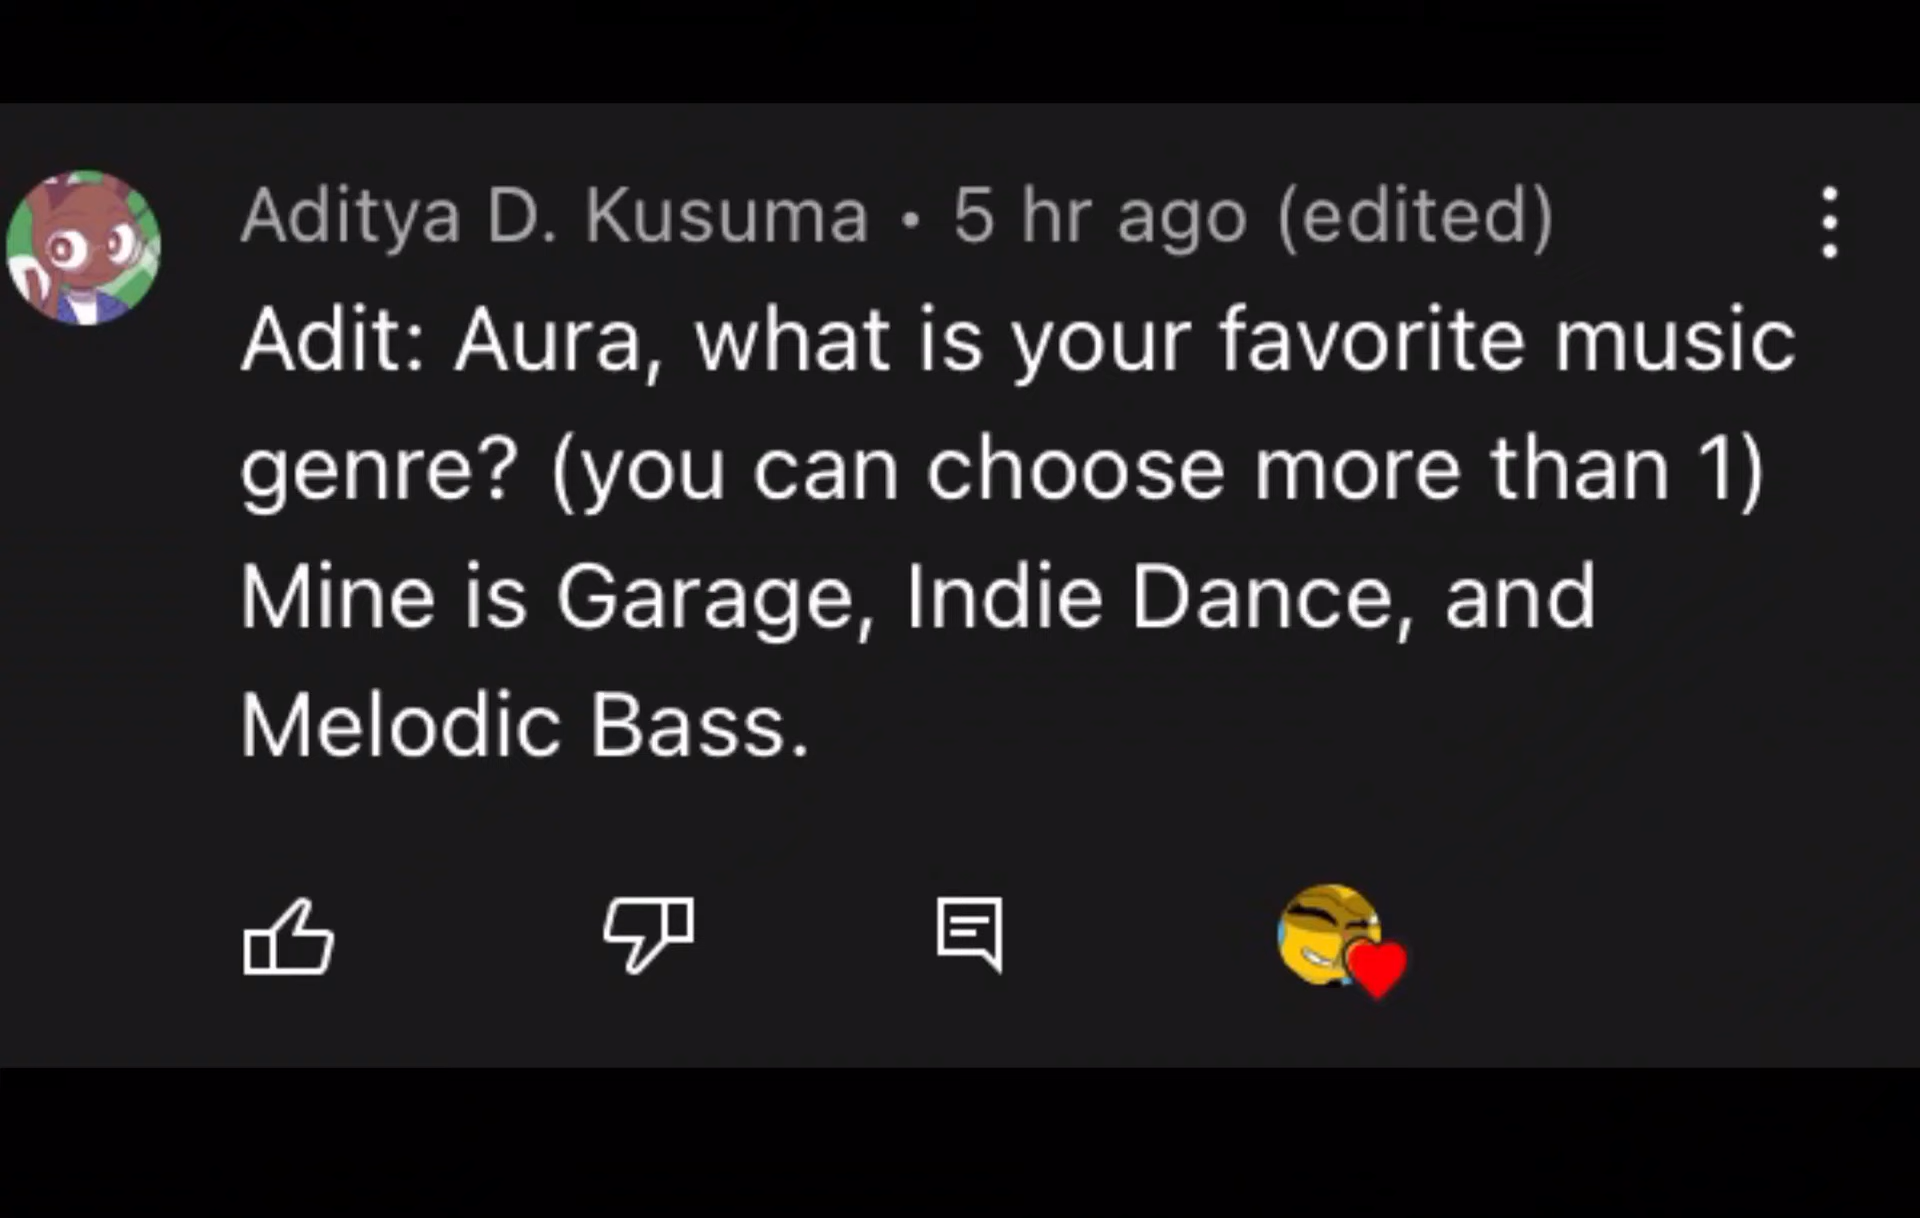 Aditya D. Kusuma • 5 hr ago (edited)
Adit: Aura, what is your favorite music
genre? (you can choose more than 1)
Mine is Garage, Indie Dance, and
Melodic Bass.